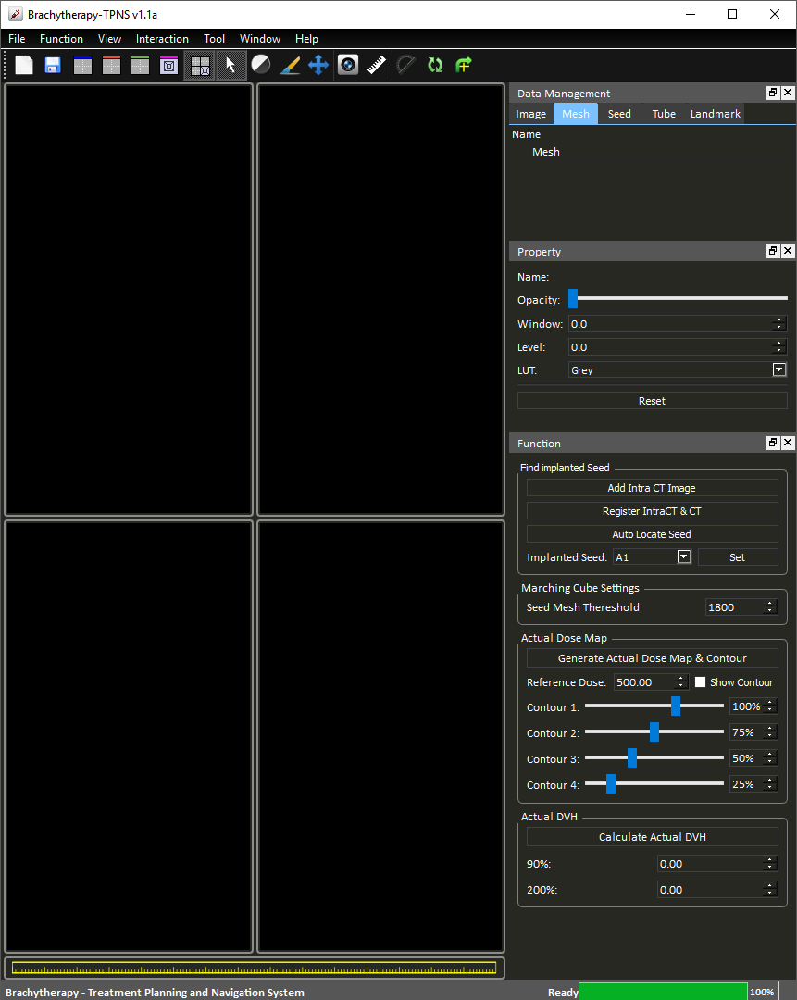 Brachytherapy-TPNS v1.1a
File Function View Interaction Tool Window Help
Data Management
Image Mesh Seed Tube Landmark
Name
Mesh
Property
Name:
Opacity:
Window: 0.0
Level: 0.0
LUT: Grey
Reset
Function
Find implanted Seed
Add Intra CT Image
Register IntraCT & CT
Auto Locate Seed
Implanted Seed: A1 Set
Marching Cube Settings
Seed Mesh Thereshold 1800
Actual Dose Map
Generate Actual Dose Map & Contour
Reference Dose: 500.00 Show Contour
Contour 1: 100%
Contour 2: 75%
Contour 3: 50%
Contour 4: 25%
Actual DVH
Calculate Actual DVH
90%: 0.00
200%: 0.00
Brachytherapy - Treatment Planning and Navigation System Ready 100%